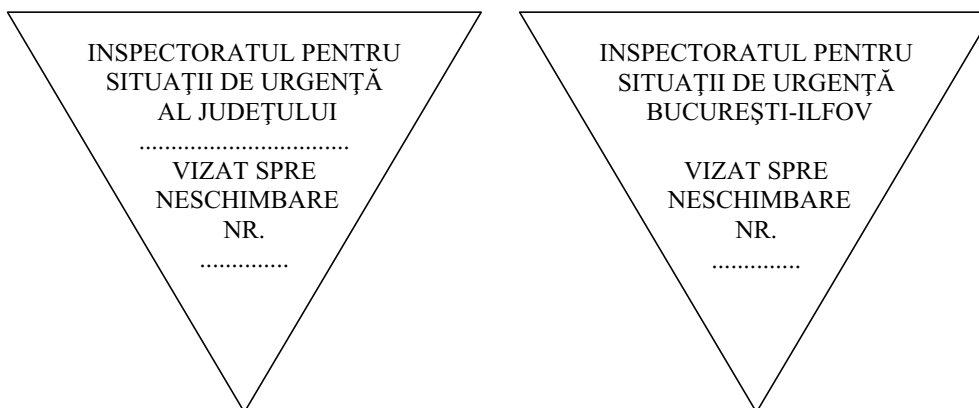 INSPECTORATUL PENTRU
SITUAŢII DE URGENŢĂ
AL JUDEŢULUI
.................................
VIZAT SPRE
NESCHIMBARE
NR.
..............
INSPECTORATUL PENTRU
SITUAŢII DE URGENŢĂ
BUCUREŞTI-ILFOV
VIZAT SPRE
NESCHIMBARE
NR.
..............